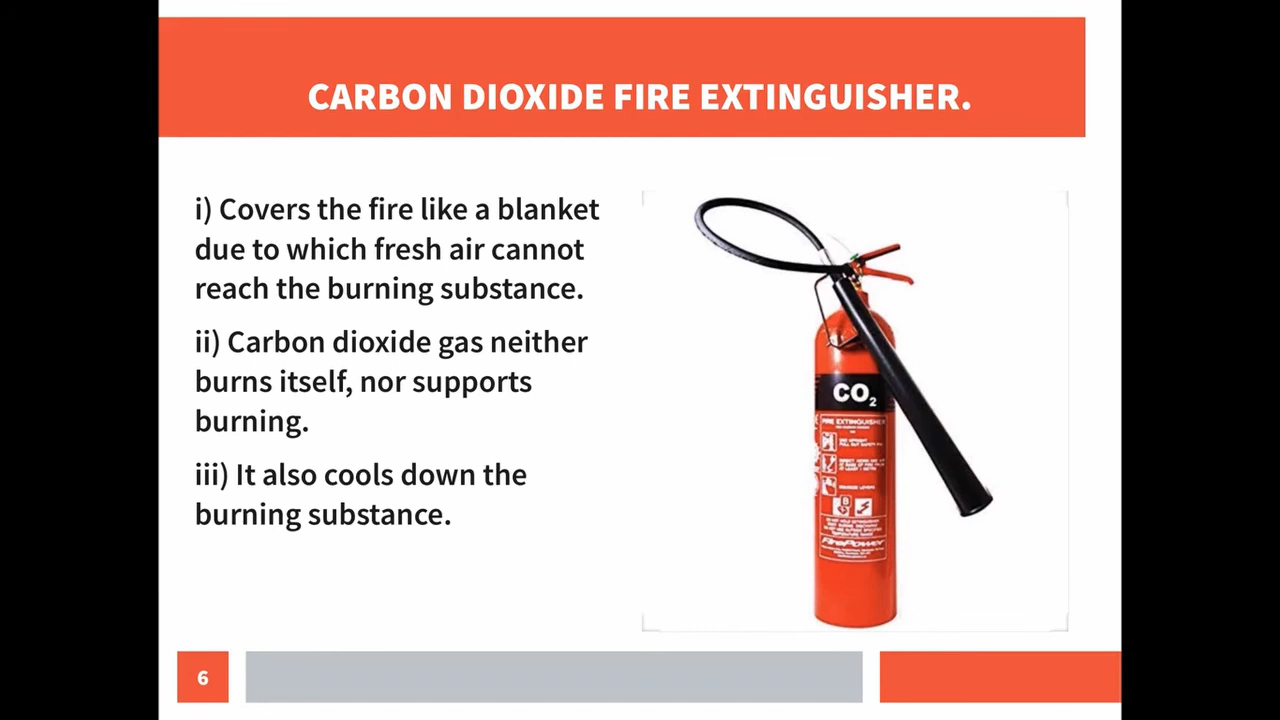 CARBON DIOXIDE FIRE EXTINGUISHER.
i) Covers the fire like a blanket
due to which fresh air cannot
reach the burning substance.
ii) Carbon dioxide gas neither
burns itself, nor supports
burning.
iii) It also cools down the
burning substance.
CO2
FIRE EXTINGUISHER
B
FirePower
6